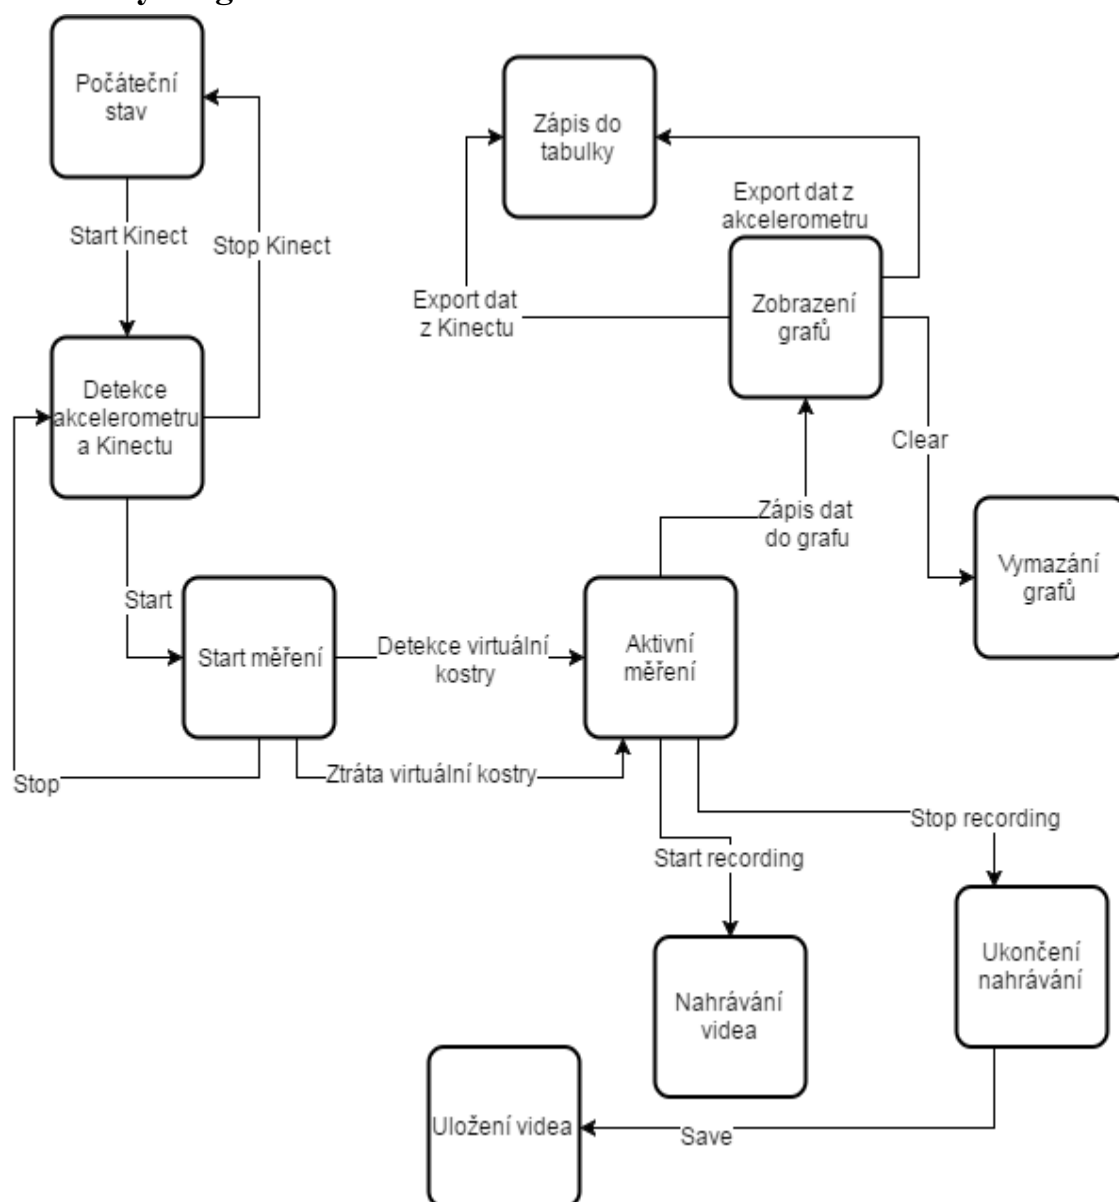 Počáteční
stav
Start Kinect
Stop Kinect
Detekce
akcelerometru
a Kinectu
Zápis do
tabulky
Export dat z
akcelerometru
Export dat
z Kinectu
Zobrazení
grafů
Clear
Zápis dat
do grafu
Vymazání
grafů
Start
Start měření
Detekce virtuální
kostry
Aktivní
měření
Stop
Ztráta virtuální kostry
Stop recording
Start recording
Ukončení
nahrávání
Nahrávání
videa
Uložení videa
Save